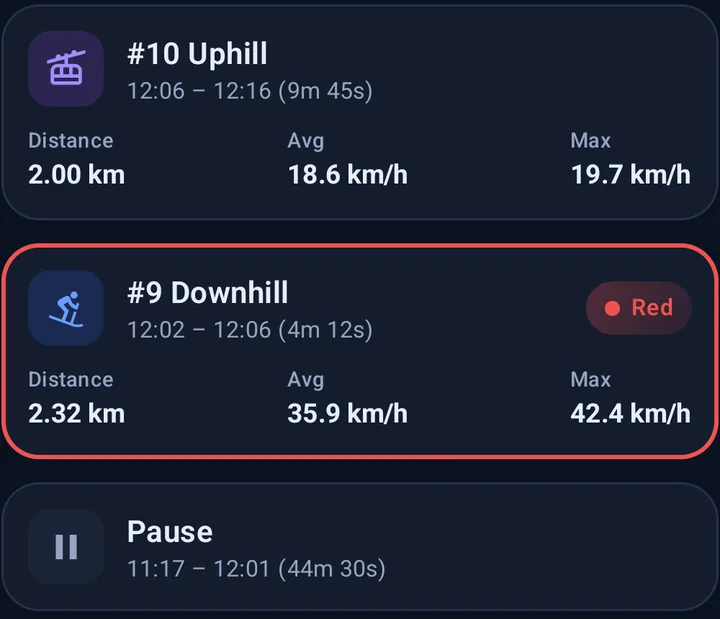 #10 Uphill
12:06 – 12:16 (9m 45s)
Distance Avg Max
2.00 km 18.6 km/h 19.7 km/h
#9 Downhill
12:02 – 12:06 (4m 12s)
Red
Distance Avg Max
2.32 km 35.9 km/h 42.4 km/h
Pause
11:17 – 12:01 (44m 30s)